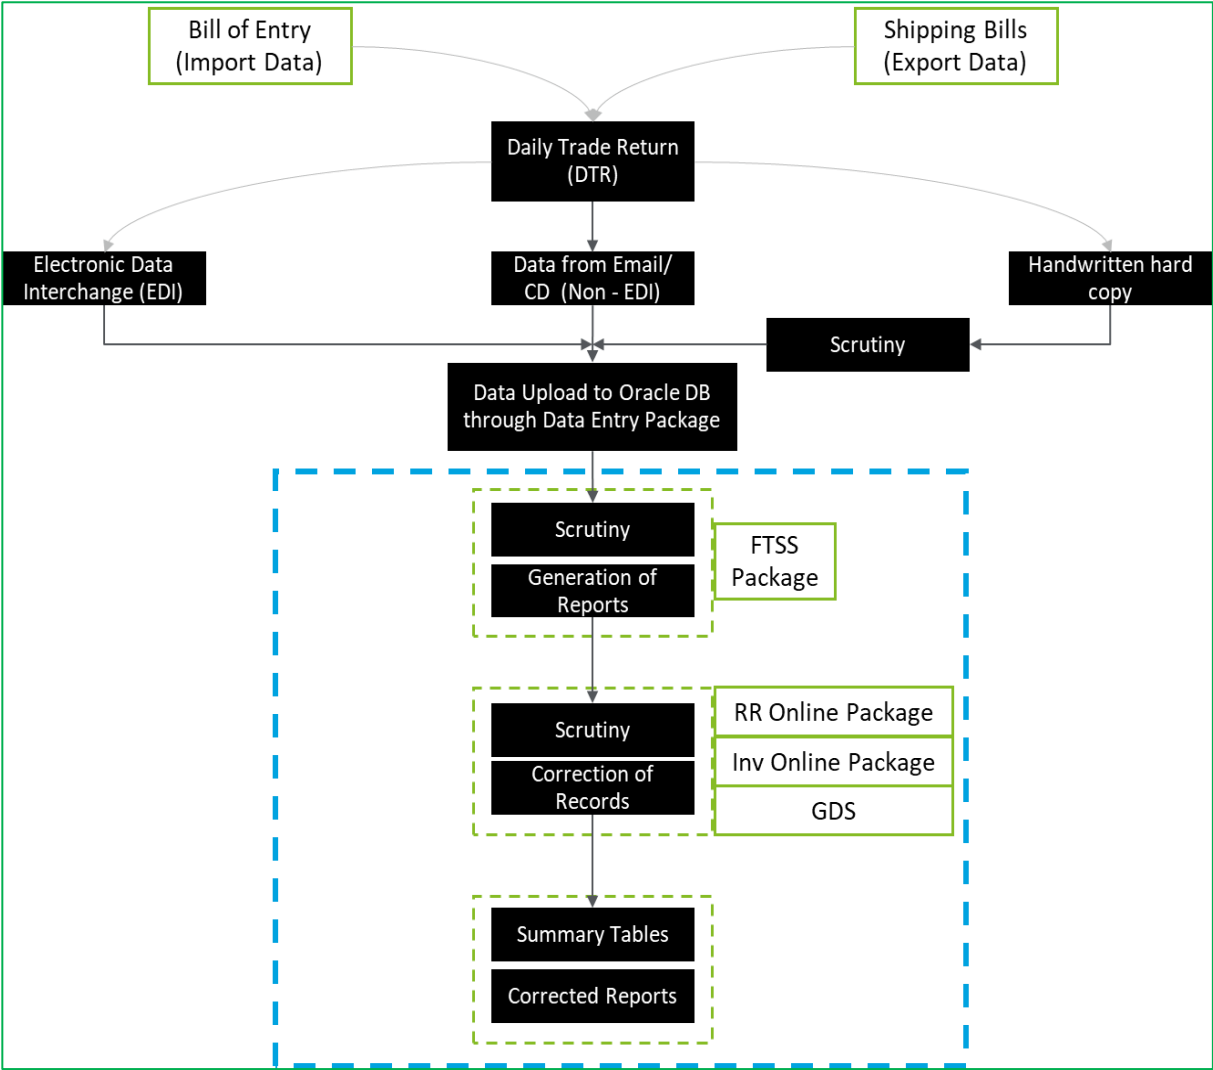 Bill of Entry
(Import Data)
Shipping Bills
(Export Data)
Daily Trade Return
(DTR)
Electronic Data
Interchange (EDI)
Data from Email/
CD (Non - EDI)
Handwritten hard
copy
Scrutiny
Data Upload to Oracle DB
through Data Entry Package
Scrutiny
Generation of
Reports
FTSS
Package
Scrutiny
Correction of
Records
RR Online Package
Inv Online Package
GDS
Summary Tables
Corrected Reports